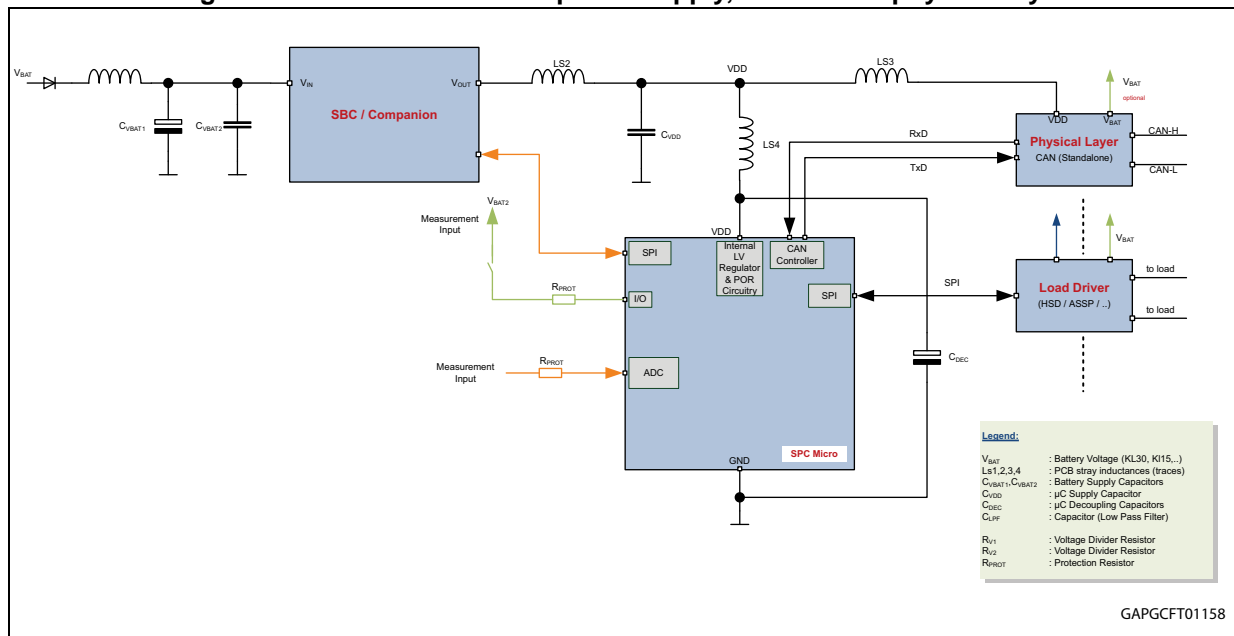 VBAT
VIN
VOUT
SBC / Companion
CVBAT1
CVBAT2
LS2
VDD
LS3
CVDD
LS4
VBAT
optional
VDD
VBAT
Physical Layer
CAN (Standalone)
CAN-H
CAN-L
RxD
TxD
Measurement
Input
VBAT2
RPROT
VDD
SPI
Internal
LV
Regulator
& POR
Circuitry
CAN
Controller
I/O
SPI
SPI
VBAT
Load Driver
(HSD / ASSP / ..)
to load
to load
Measurement
Input
RPROT
ADC
CDEC
SPC Micro
GND
Legend:
VBAT : Battery Voltage (KL30, Kl15,..)
Ls1,2,3,4 : PCB stray inductances (traces)
CVBAT1,CVBAT2 : Battery Supply Capacitors
CVDD : µC Supply Capacitor
CDEC : µC Decoupling Capacitors
CLPF : Capacitor (Low Pass Filter)
RV1 : Voltage Divider Resistor
RV2 : Voltage Divider Resistor
RPROT : Protection Resistor
GAPGCFT01158